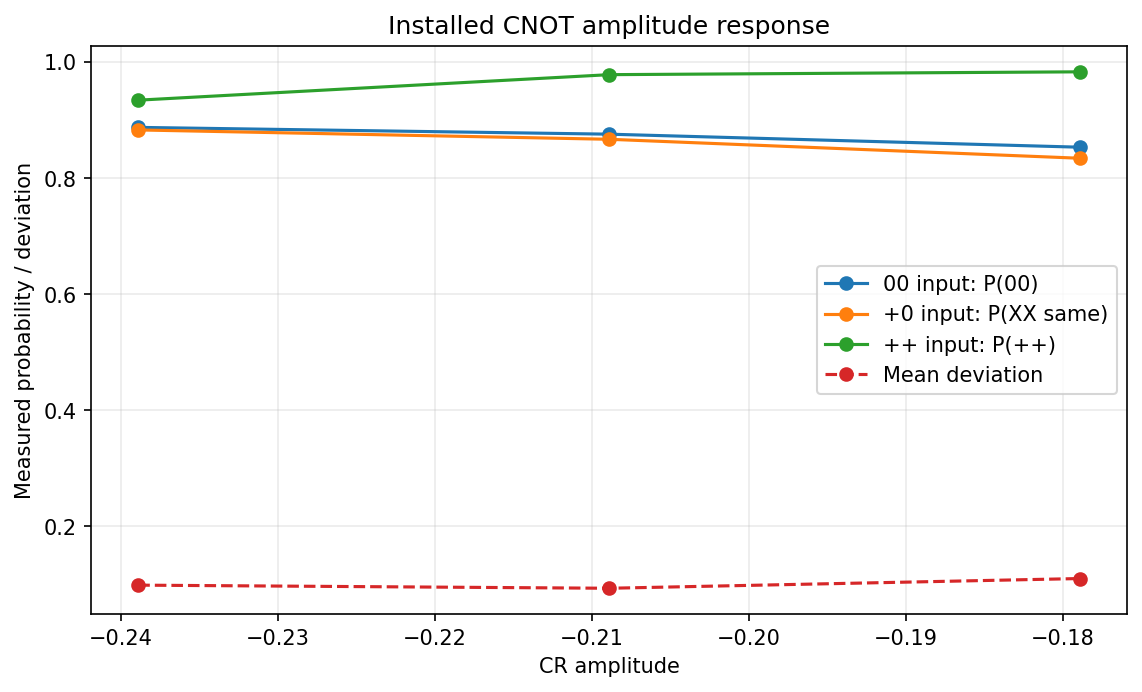 Installed CNOT amplitude response
Measured probability / deviation
1.0
0.8
0.6
0.4
0.2
00 input: P(00)
+0 input: P(XX same)
++ input: P(++)
Mean deviation
−0.24 −0.23 −0.22 −0.21 −0.20 −0.19 −0.18
CR amplitude